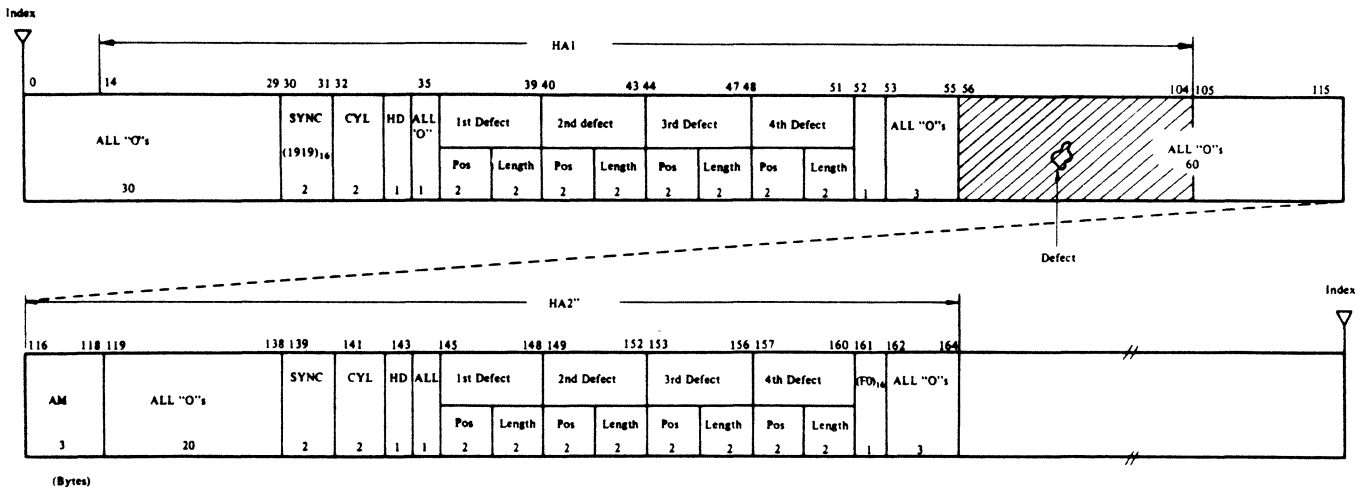 Index
HA1
0 14 29 30 31 32 35 39 40 43 44 47 48 51 52 53 55 56 104 105 115
ALL "O"s
30
SYNC
(1919)16
2
CYL
2
HD
1
ALL
"O"
1
1st Defect
Pos
2
Length
2
2nd defect
Pos
2
Length
2
3rd Defect
Pos
2
Length
2
4th Defect
Pos
2
Length
2
1
ALL "O"s
3
ALL "O"s
60
Defect
HA2"
Index
116 118 119 138 139 141 143 145 148 149 152 153 156 157 160 161 162 164
AM
3
ALL "O"s
20
SYNC
2
CYL
2
HD
1
ALL
1
1st Defect
Pos
2
Length
2
2nd Defect
Pos
2
Length
2
3rd Defect
Pos
2
Length
2
4th Defect
Pos
2
Length
2
(F0)16
1
ALL "O"s
3
(Bytes)